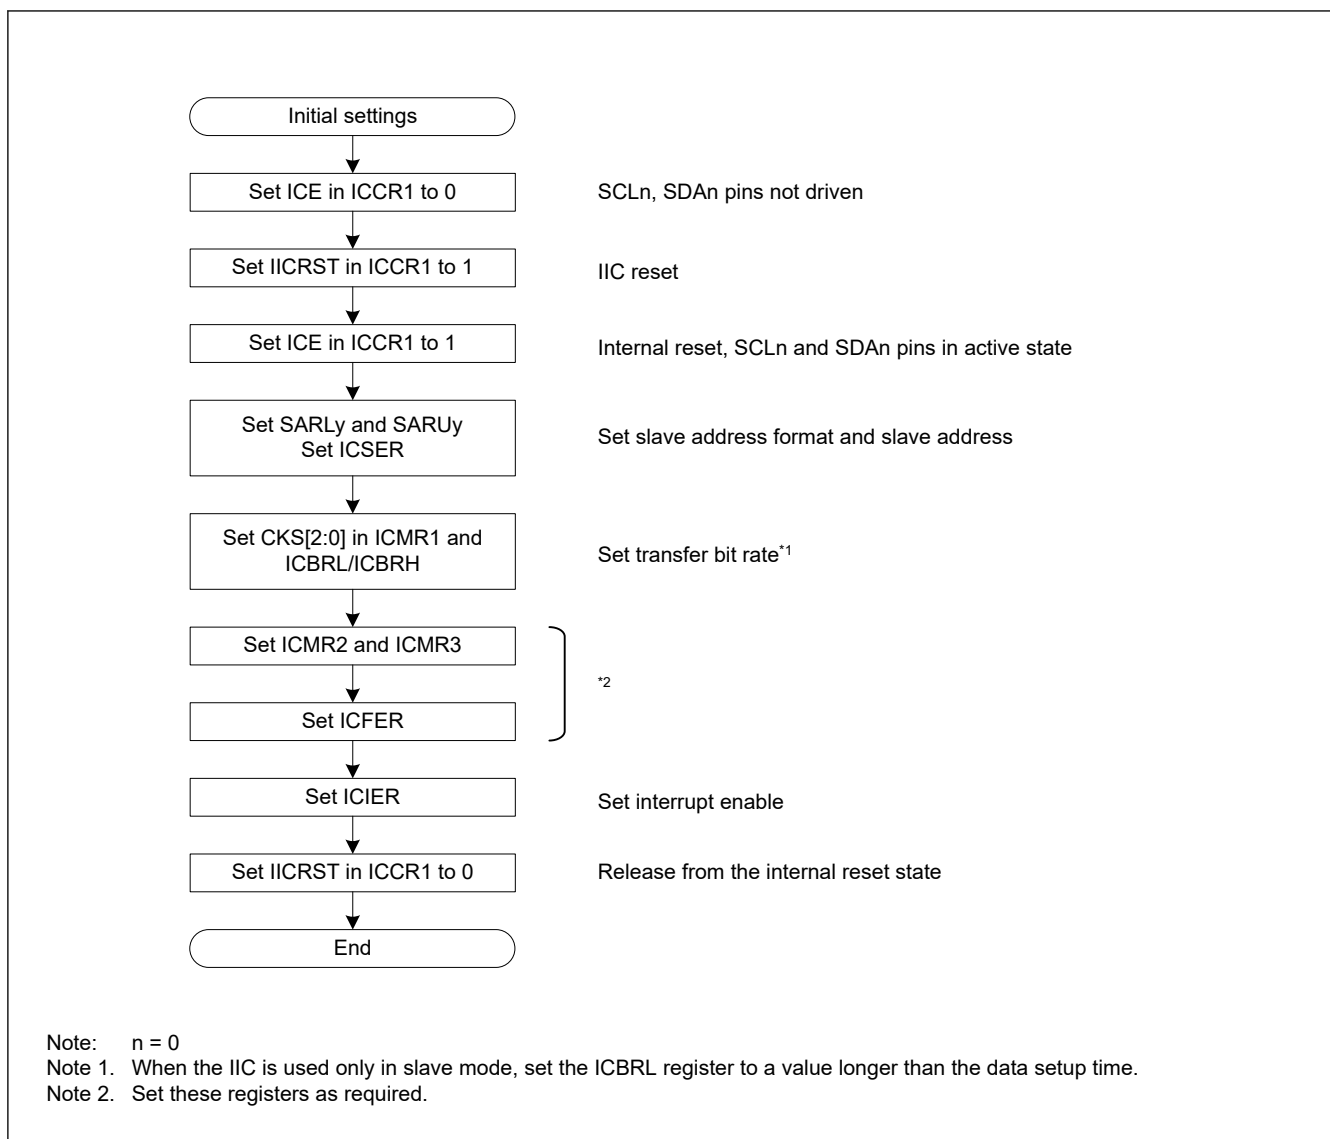 Initial settings
Set ICE in ICCR1 to 0
SCLn, SDAn pins not driven
Set IICRST in ICCR1 to 1
IIC reset
Set ICE in ICCR1 to 1
Internal reset, SCLn and SDAn pins in active state
Set SARLy and SARUy
Set ICSER
Set slave address format and slave address
Set CKS[2:0] in ICMR1 and
ICBRL/ICBRH
Set transfer bit rate*1
Set ICMR2 and ICMR3
*2
Set ICFER
Set ICIER
Set interrupt enable
Set IICRST in ICCR1 to 0
Release from the internal reset state
End
Note: n = 0
Note 1. When the IIC is used only in slave mode, set the ICBRL register to a value longer than the data setup time.
Note 2. Set these registers as required.